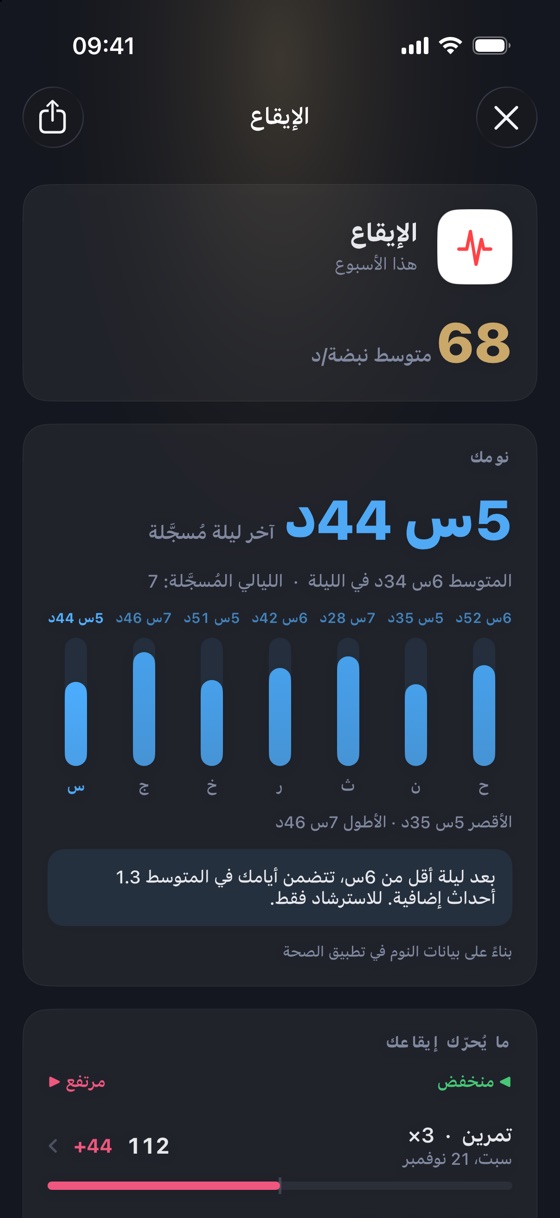 09:41
الإيقاع
الإيقاع
هذا الأسبوع
68 متوسط نبضة/د
نومك
5س 44د آخر ليلة مُسجَّلة
المتوسط 6س 34د في الليلة · الليالي المُسجَّلة: 7
6س 52د 5س 35د 7س 28د 6س 42د 5س 51د 7س 46د 5س 44د
ح ن ث ر خ ج س
الأقصر 5س 35د · الأطول 7س 46د
بعد ليلة أقل من 6س، تتضمن أيامك في المتوسط 1.3
أحداث إضافية. للاسترشاد فقط.
بناءً على بيانات النوم في تطبيق الصحة
ما يُحرّك إيقاعك
◀ منخفض مرتفع ▶
تمرين · ×3 112 +44
سبت، 21 نوفمبر